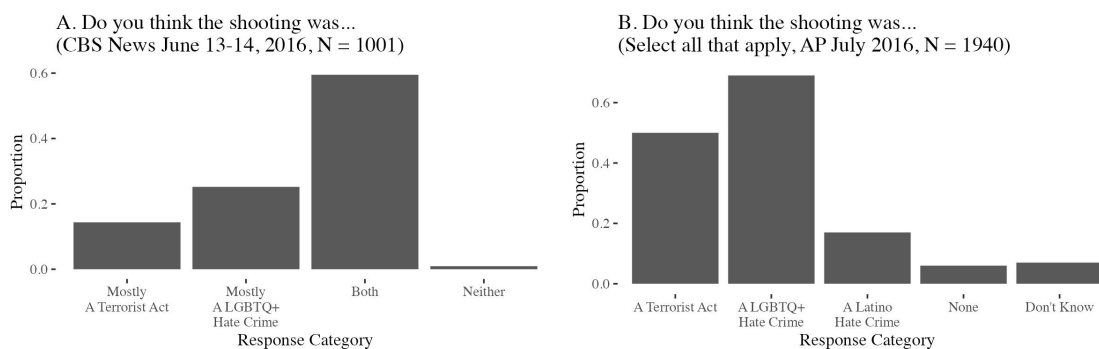 A. Do you think the shooting was...
(CBS News June 13-14, 2016, N = 1001)
0.6
0.4
0.2
0.0
Proportion
Mostly
A Terrorist Act
Mostly
A LGBTQ+
Hate Crime
Both
Neither
Response Category
B. Do you think the shooting was...
(Select all that apply, AP July 2016, N = 1940)
0.6
0.4
0.2
0.0
Proportion
A Terrorist Act
A LGBTQ+
Hate Crime
A Latino
Hate Crime
None
Don't Know
Response Category